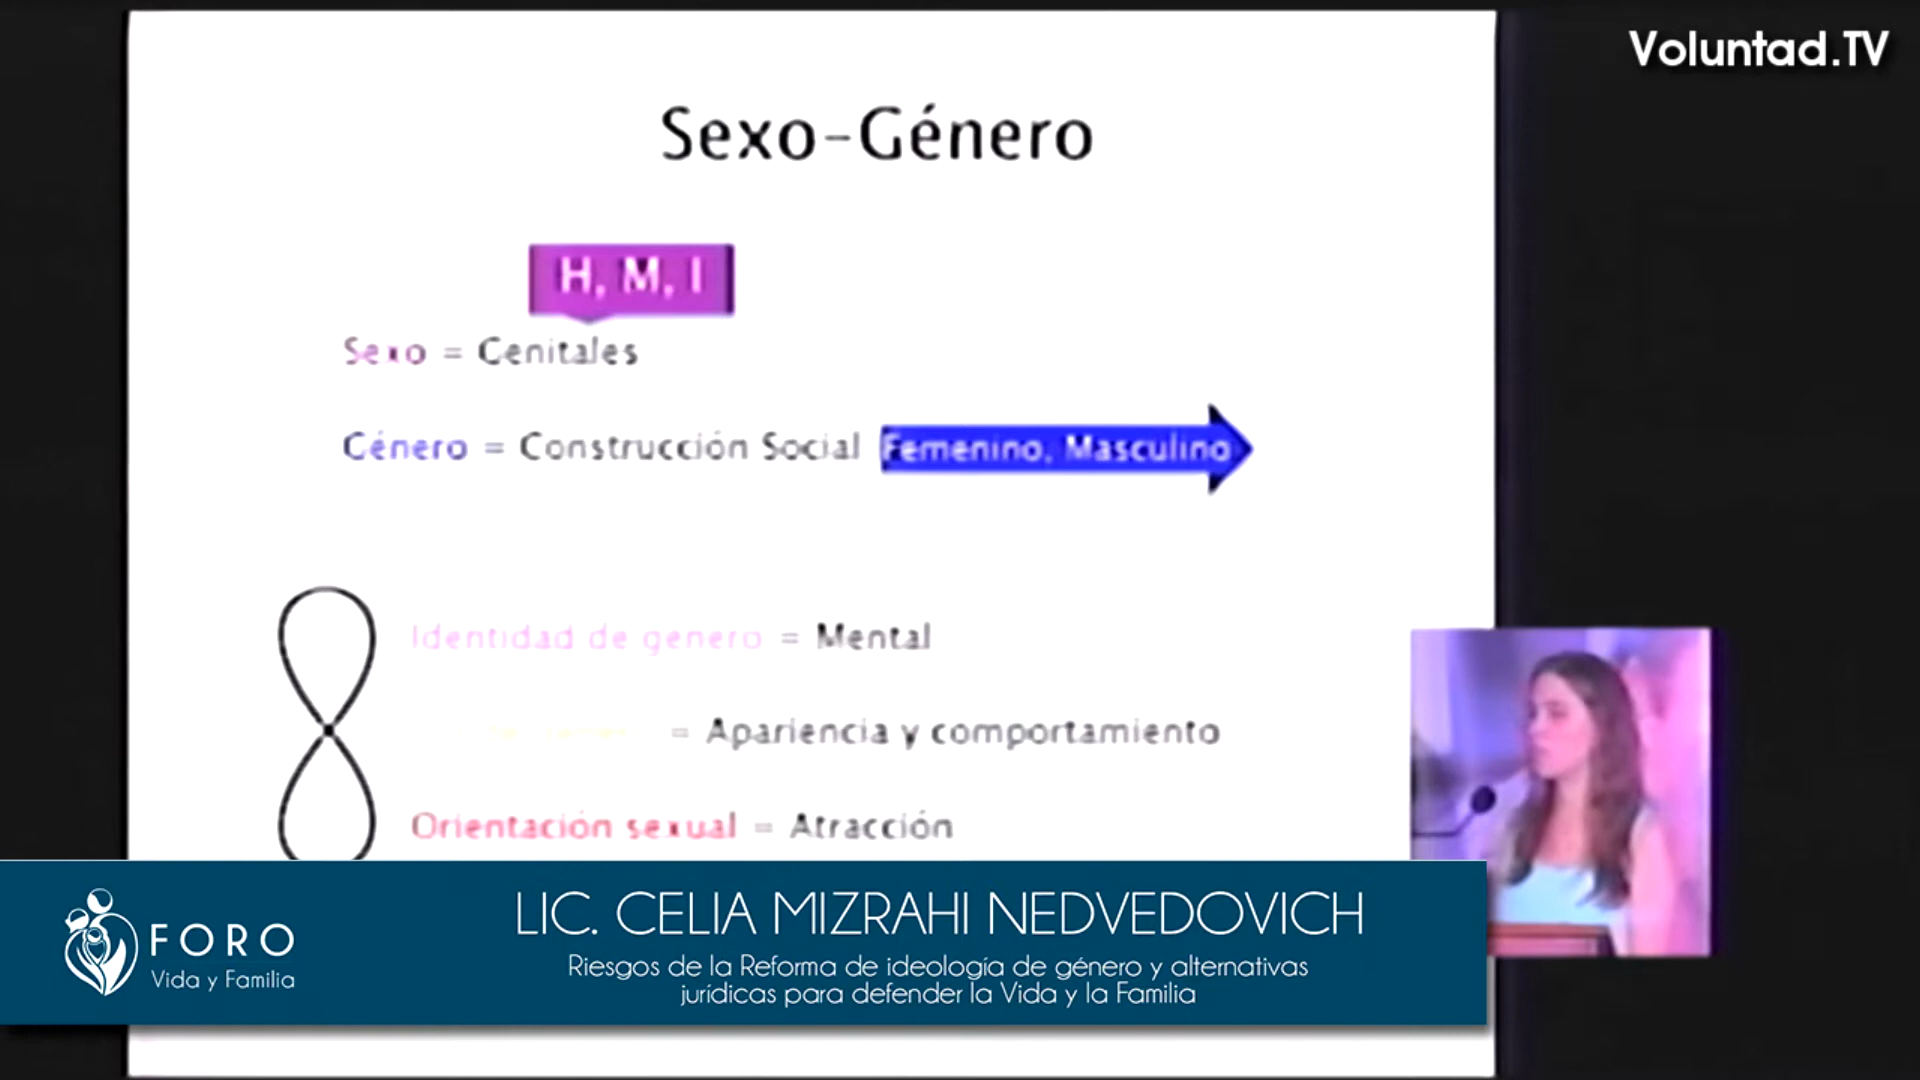 Voluntad.TV
Sexo-Género
H, M, I
Sexo = Genitales
Género = Construcción Social Femenino, Masculino
Identidad de genero = Mental
= Apariencia y comportamiento
Orientación sexual = Atracción
FORO
Vida y Familia
LIC. CELIA MIZRAHI NEDVEDOVICH
Riesgos de la Reforma de ideología de género y alternativas
jurídicas para defender la Vida y la Familia